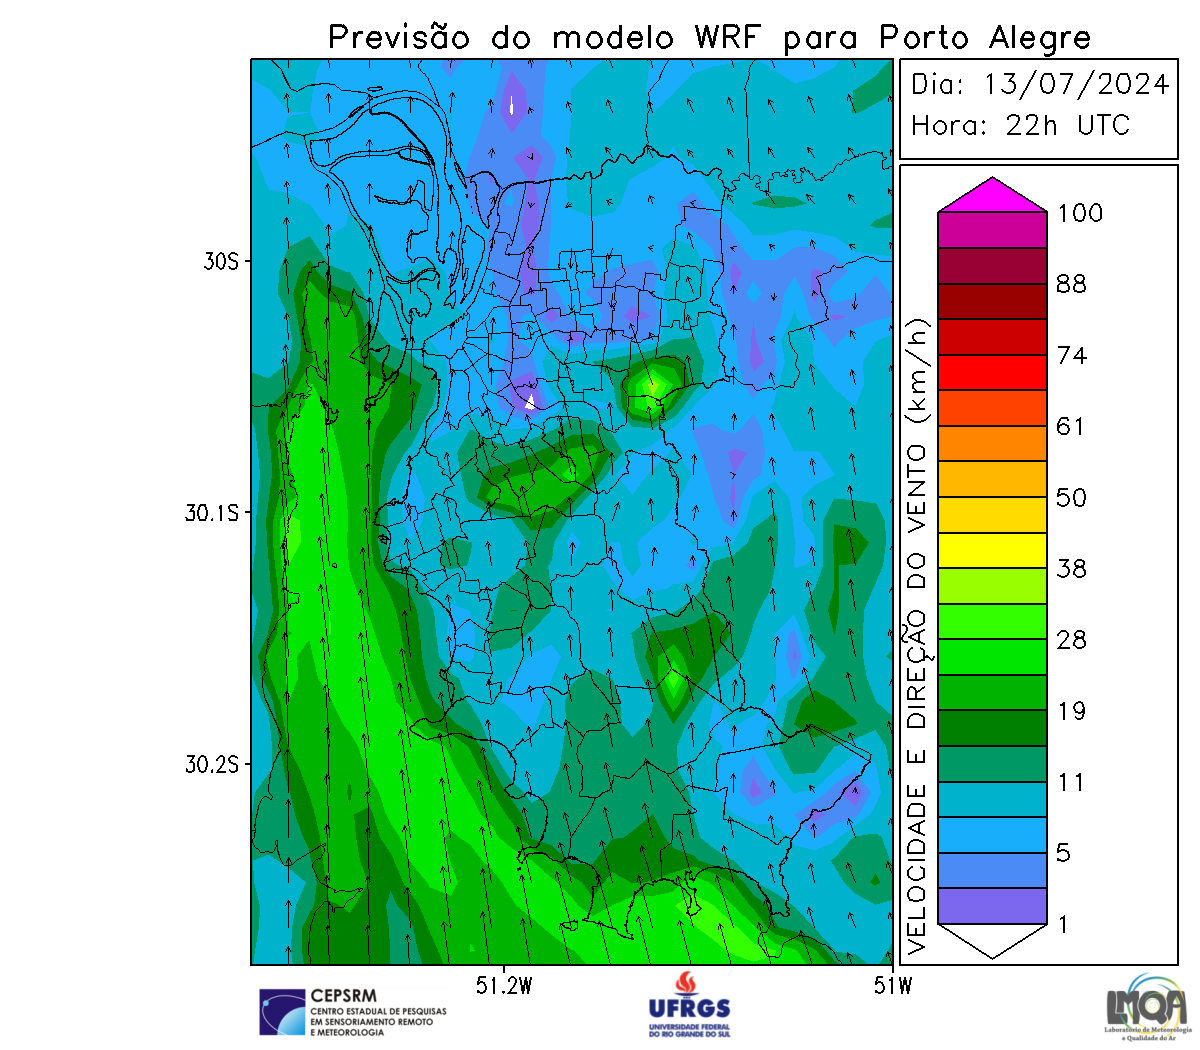 Previsão do modelo WRF para Porto Alegre
Dia: 13/07/2024
Hora: 22h UTC
30S
30.1S
30.2S
51.2W
51W
VELOCIDADE E DIREÇÃO DO VENTO (km/h)
100
88
74
61
50
38
28
19
11
5
1
CEPSRM
CENTRO ESTADUAL DE PESQUISAS
EM SENSORIAMENTO REMOTO
E METEOROLOGIA
UFRGS
UNIVERSIDADE FEDERAL
DO RIO GRANDE DO SUL
LMQA
Laboratório de Meteorologia
e Qualidade do Ar